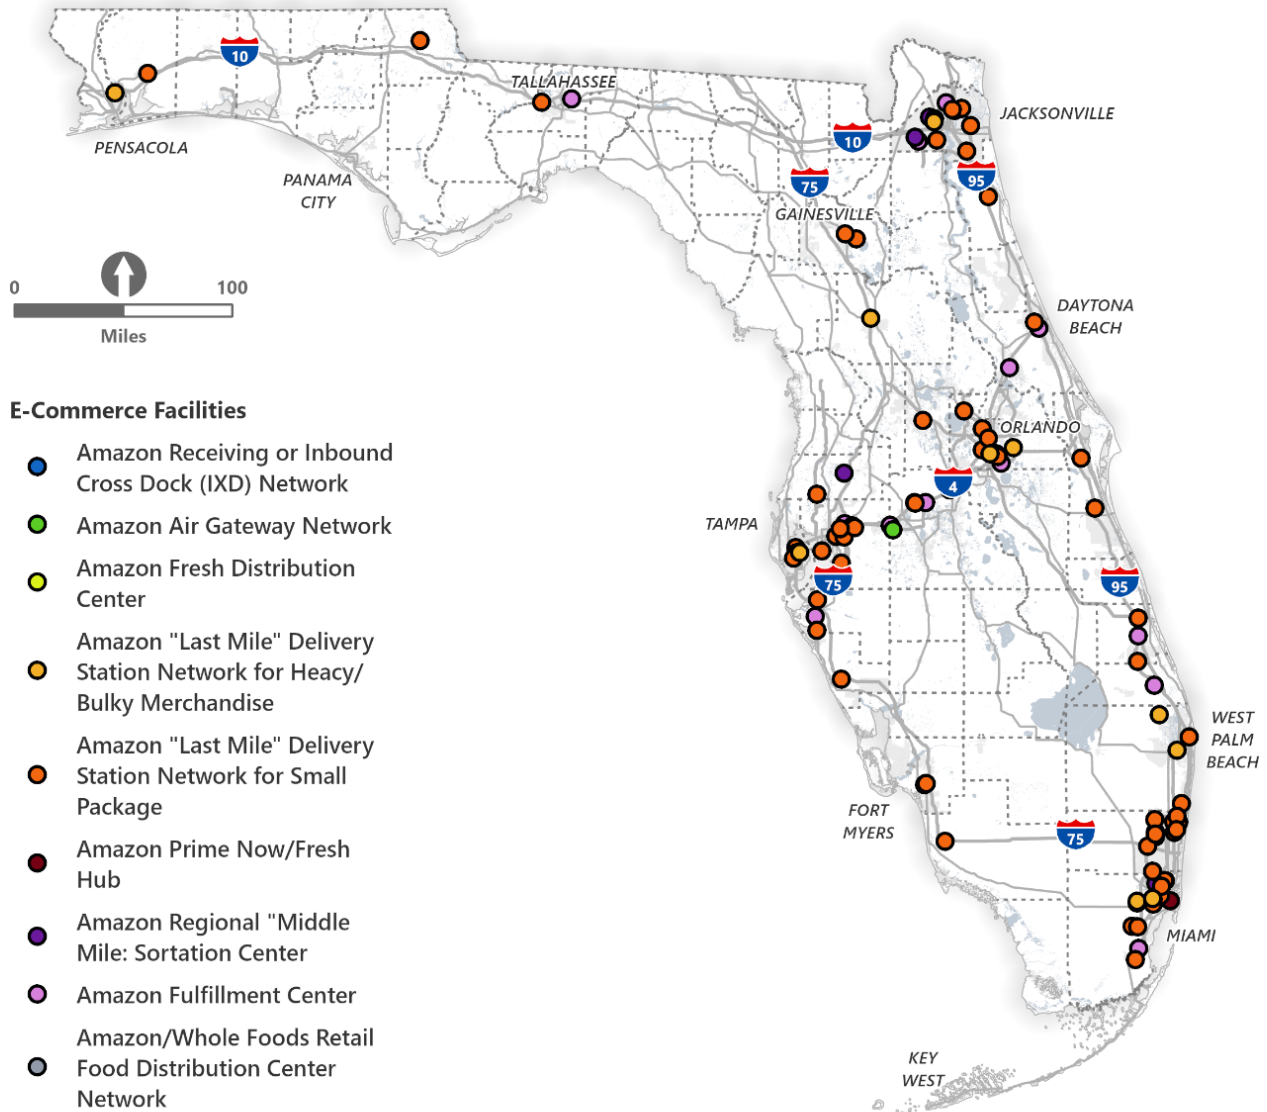 10
TALLAHASSEE
PENSACOLA
PANAMA
CITY
10
JACKSONVILLE
75
95
GAINESVILLE
0 100
Miles
DAYTONA
BEACH
E-Commerce Facilities
Amazon Receiving or Inbound
Cross Dock (IXD) Network
Amazon Air Gateway Network
Amazon Fresh Distribution
Center
Amazon "Last Mile" Delivery
Station Network for Heacy/
Bulky Merchandise
Amazon "Last Mile" Delivery
Station Network for Small
Package
Amazon Prime Now/Fresh
Hub
Amazon Regional "Middle
Mile: Sortation Center
Amazon Fulfillment Center
Amazon/Whole Foods Retail
Food Distribution Center
Network
ORLANDO
4
TAMPA
75
95
WEST
PALM
BEACH
FORT
MYERS
75
MIAMI
KEY
WEST